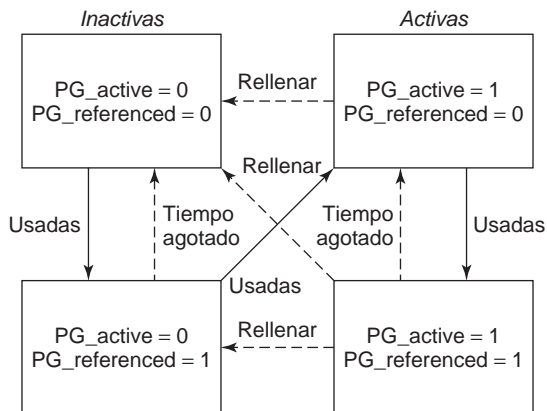 Inactivas
Activas
PG_active = 0
PG_referenced = 0
Rellenar
PG_active = 1
PG_referenced = 0
Rellenar
Usadas
Tiempo
agotado
Tiempo
agotado
Usadas
Usadas
PG_active = 0
PG_referenced = 1
Rellenar
PG_active = 1
PG_referenced = 1